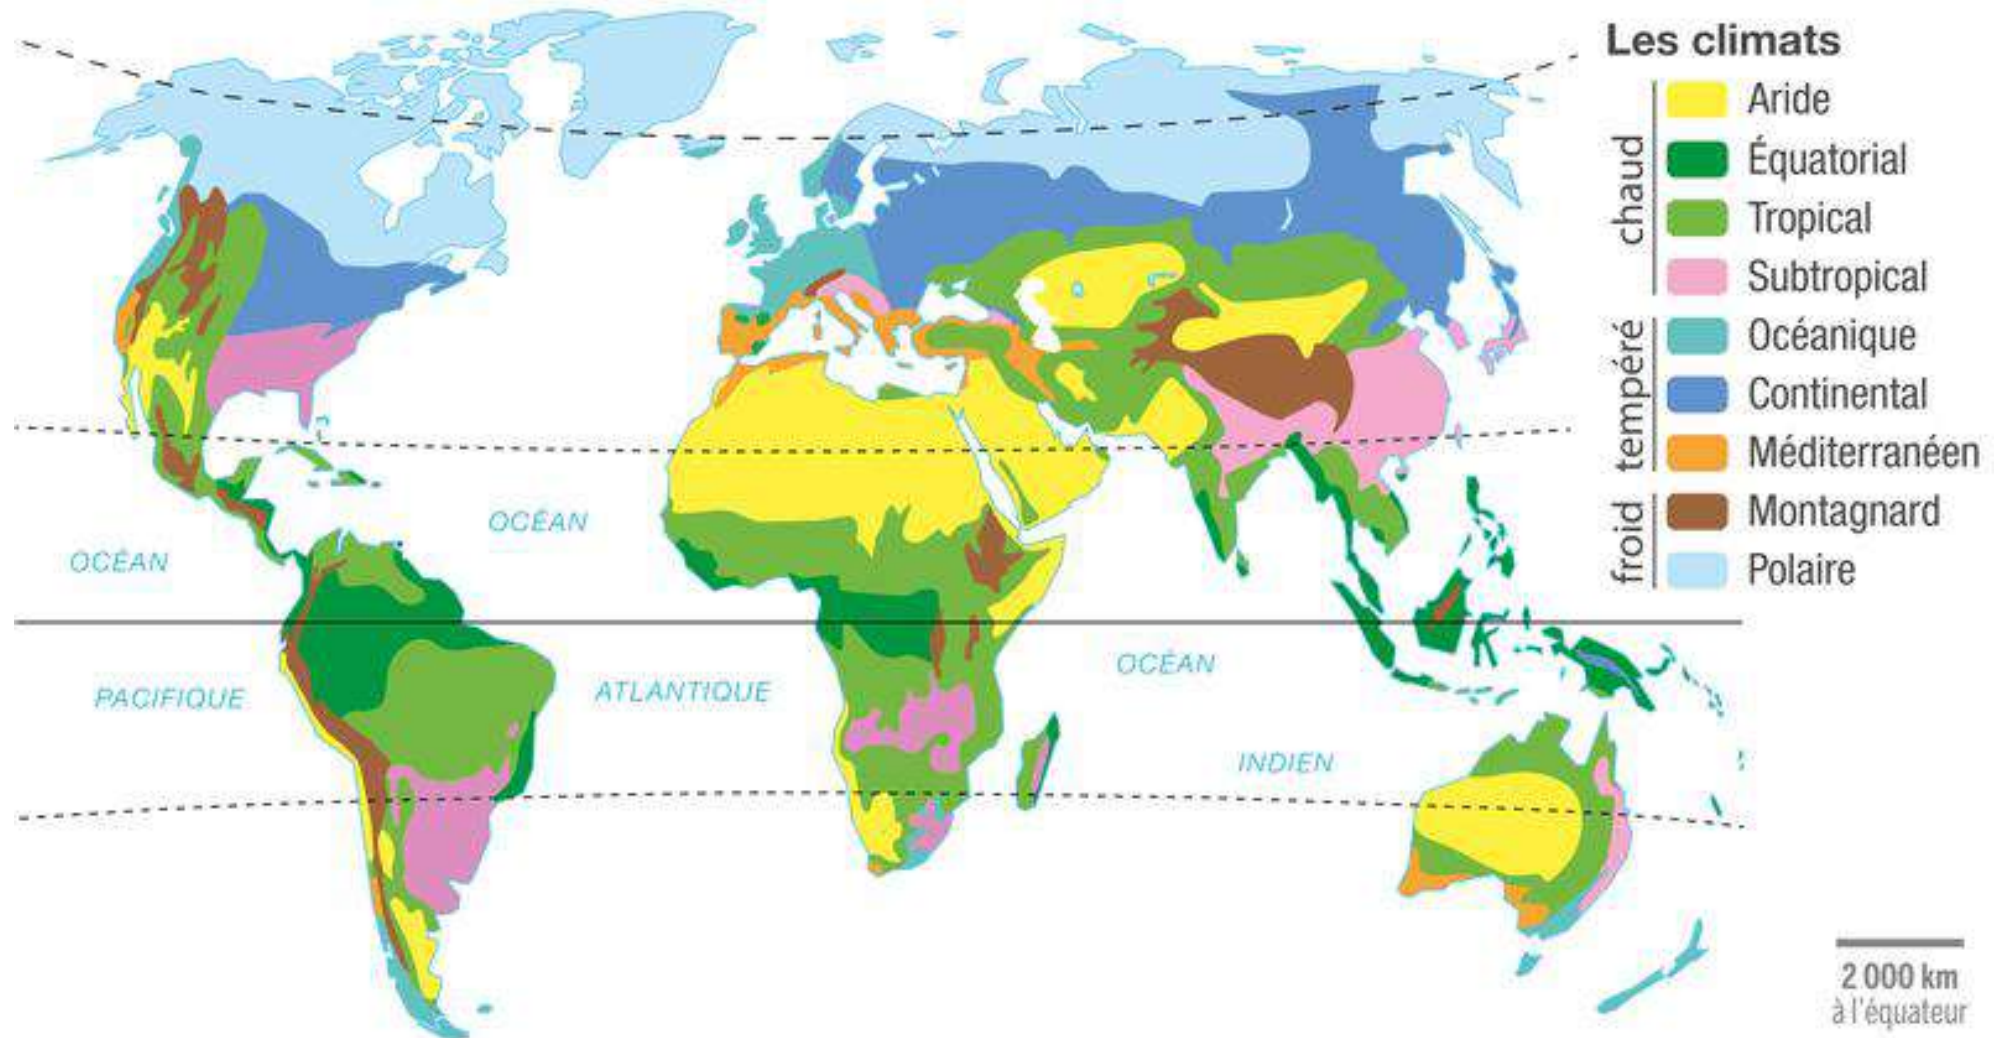 Les climats
chaud
Aride
Équatorial
Tropical
Subtropical
tempéré
Océanique
Continental
Méditerranéen
froid
Montagnard
Polaire
OCÉAN
PACIFIQUE
OCÉAN
ATLANTIQUE
OCÉAN
INDIEN
2 000 km
à l'équateur